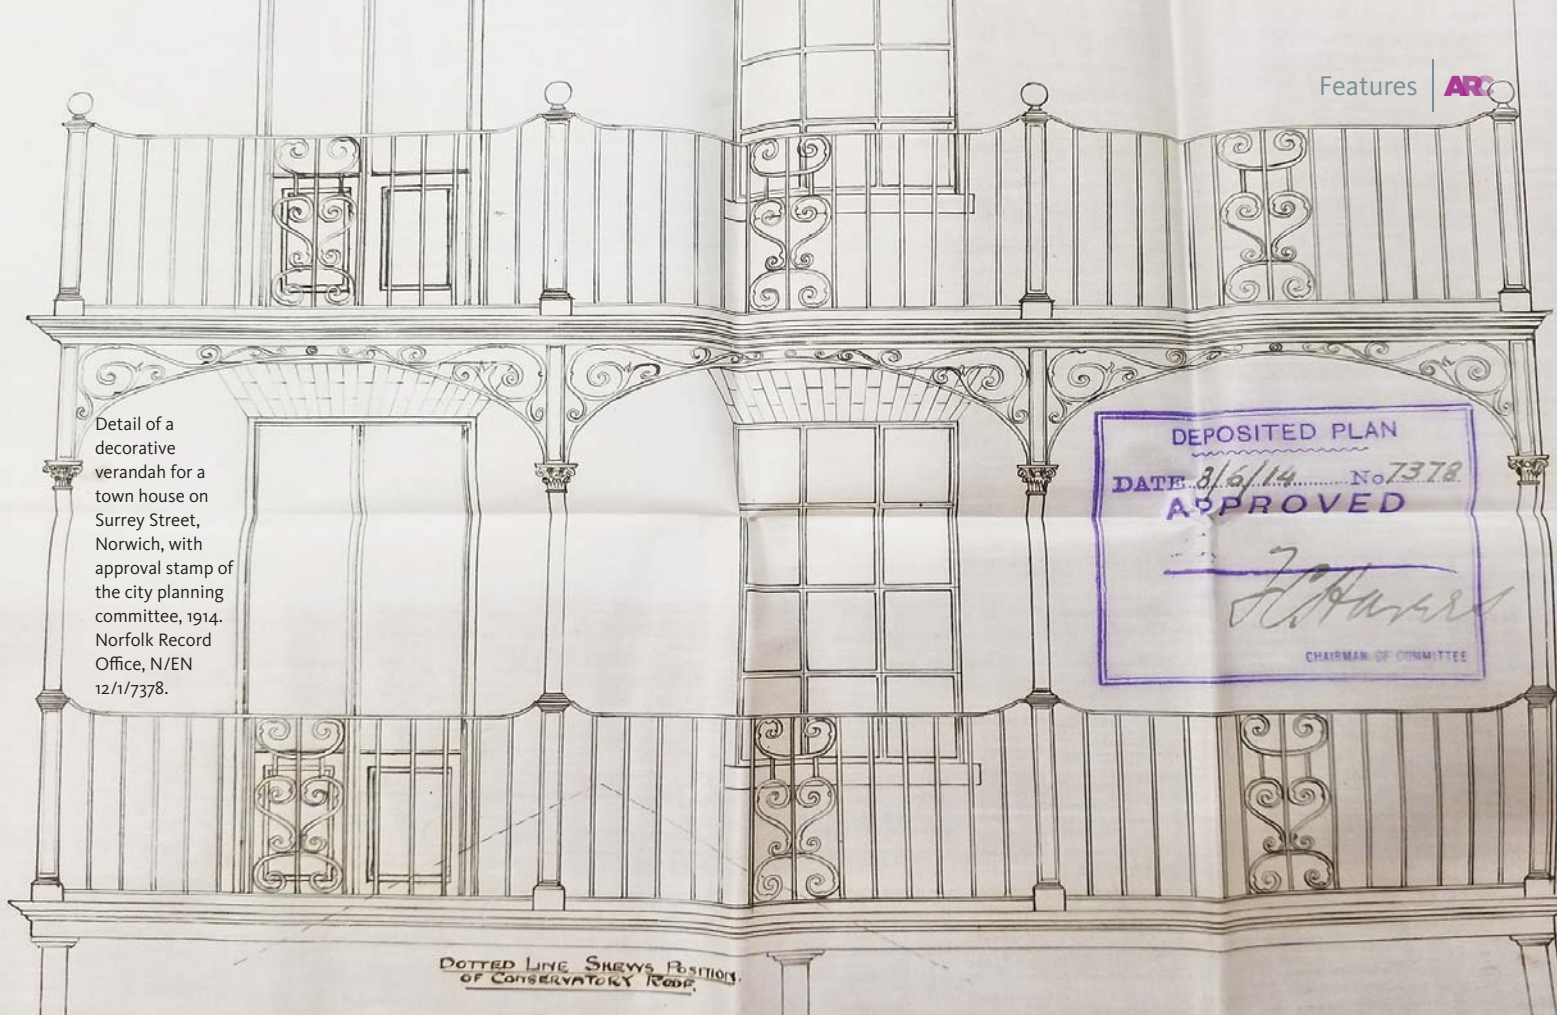 Features
ARC
Detail of a
decorative
verandah for a
town house on
Surrey Street,
Norwich, with
approval stamp of
the city planning
committee, 1914.
Norfolk Record
Office, N/EN
12/1/7378.
DEPOSITED PLAN
DATE 8/6/14 No 7378
APPROVED
CHAIRMAN OF COMMITTEE
DOTTED LINE SHEWS POSITION.
OF CONSERVATORY ROOF.